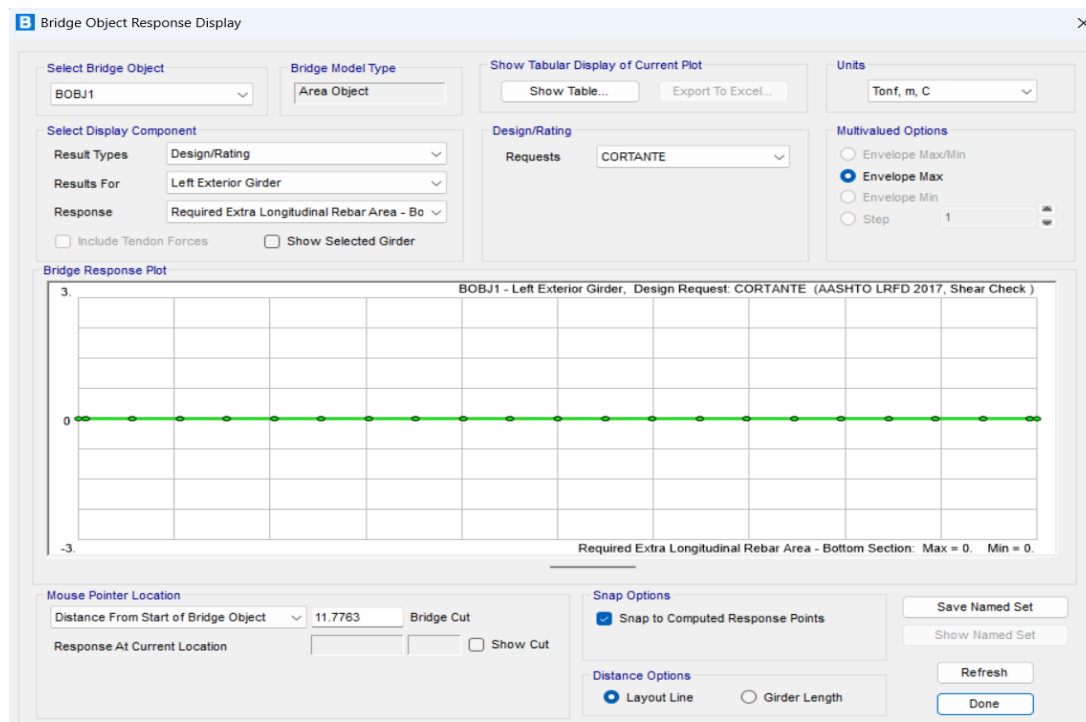 B Bridge Object Response Display
Select Bridge Object
BOBJ1
Bridge Model Type
Area Object
Show Tabular Display of Current Plot
Show Table...
Export To Excel...
Units
Tonf, m, C
Select Display Component
Result Types Design/Rating
Results For Left Exterior Girder
Response Required Extra Longitudinal Rebar Area - Bo
Include Tendon Forces Show Selected Girder
Design/Rating
Requests CORTANTE
Multivalued Options
Envelope Max/Min
Envelope Max
Envelope Min
Step 1
Bridge Response Plot
3.
BOBJ1 - Left Exterior Girder, Design Request: CORTANTE (AASHTO LRFD 2017, Shear Check )
0
-3.
Required Extra Longitudinal Rebar Area - Bottom Section: Max = 0. Min = 0.
Mouse Pointer Location
Distance From Start of Bridge Object 11.7763 Bridge Cut
Response At Current Location Show Cut
Snap Options
Snap to Computed Response Points
Distance Options
Layout Line Girder Length
Save Named Set
Show Named Set
Refresh
Done